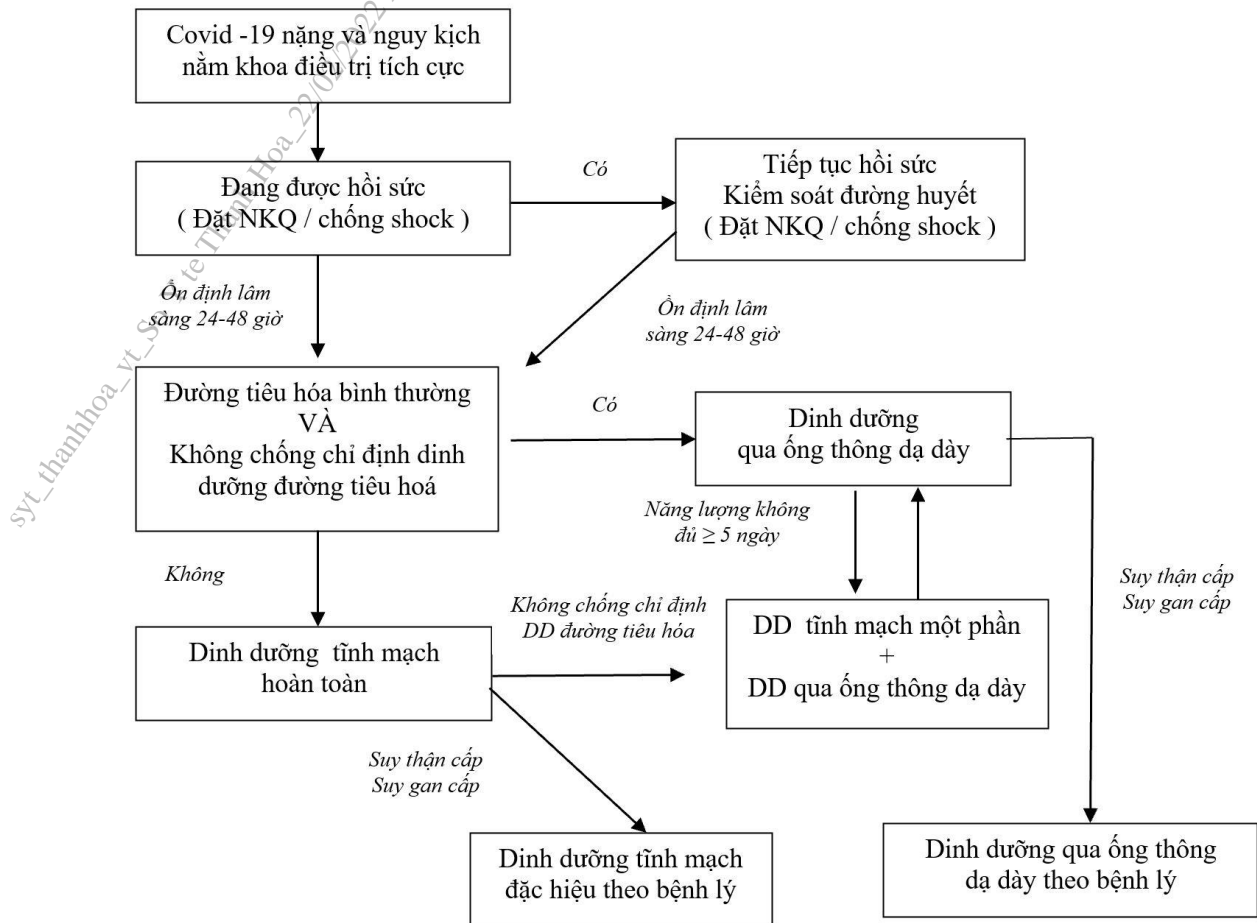 Covid -19 nặng và nguy kịch
nằm khoa điều trị tích cực
Đang được hồi sức
( Đặt NKQ / chống shock )
Có
Tiếp tục hồi sức
Kiểm soát đường huyết
( Đặt NKQ / chống shock )
Ổn định lâm
sàng 24-48 giờ
Ổn định lâm
sàng 24-48 giờ
Đường tiêu hóa bình thường
VÀ
Không chống chỉ định dinh
dưỡng đường tiêu hoá
Có
Dinh dưỡng
qua ống thông dạ dày
Năng lượng không
đủ ≥ 5 ngày
Không
Suy thận cấp
Suy gan cấp
Không chống chỉ định
DD đường tiêu hóa
Dinh dưỡng tĩnh mạch
hoàn toàn
DD tĩnh mạch một phần
+
DD qua ống thông dạ dày
Suy thận cấp
Suy gan cấp
Dinh dưỡng tĩnh mạch
đặc hiệu theo bệnh lý
Dinh dưỡng qua ống thông
dạ dày theo bệnh lý